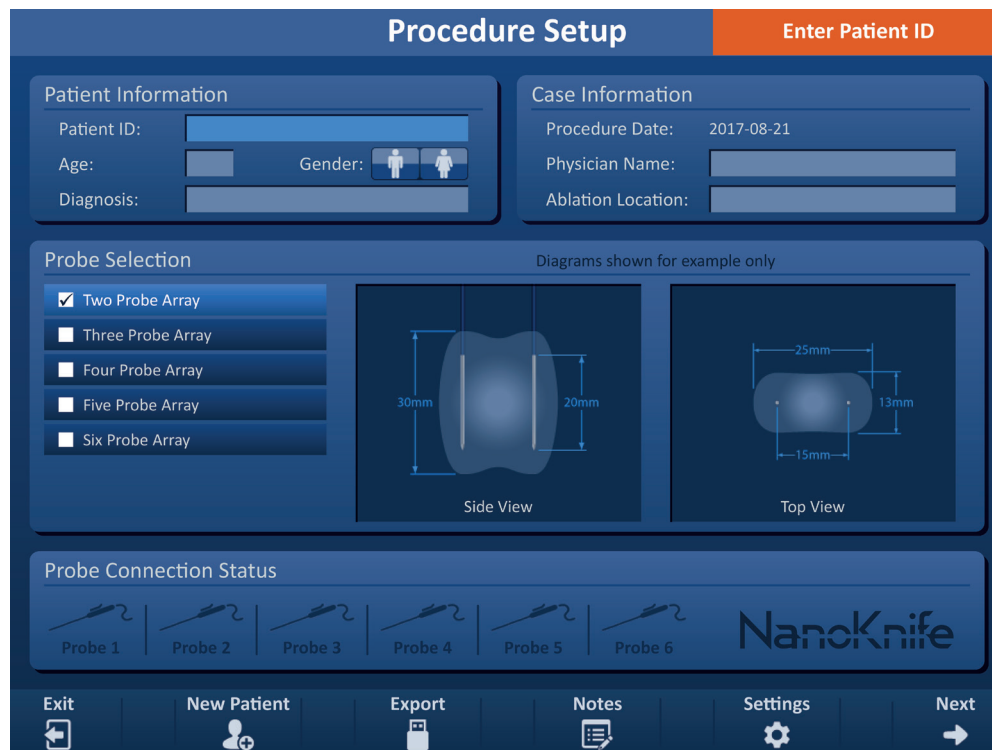 Procedure Setup
Enter Patient ID
Patient Information
Patient ID:
Age:
Gender:
Diagnosis:
Case Information
Procedure Date: 2017-08-21
Physician Name:
Ablation Location:
Probe Selection
Diagrams shown for example only
Two Probe Array
Three Probe Array
Four Probe Array
Five Probe Array
Six Probe Array
30mm
20mm
Side View
25mm
13mm
15mm
Top View
Probe Connection Status
Probe 1
Probe 2
Probe 3
Probe 4
Probe 5
Probe 6
NanoKnife
Exit
New Patient
Export
Notes
Settings
Next